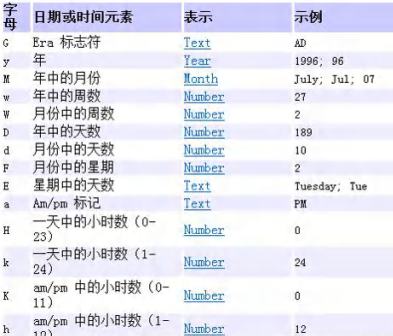 字母 日期或时间元素 表示 示例
G Era 标志符 Text AD
y 年 Year 1996; 96
M 年中的月份 Month July; Jul; 07
w 年中的周数 Number 27
W 月份中的周数 Number 2
D 年中的天数 Number 189
d 月份中的天数 Number 10
F 月份中的星期 Number 2
E 星期中的天数 Text Tuesday; Tue
a Am/pm 标记 Text PM
H 一天中的小时数（0-23） Number 0
k 一天中的小时数（1-24） Number 24
K am/pm 中的小时数（0-11） Number 0
h am/pm 中的小时数（1- Number 12